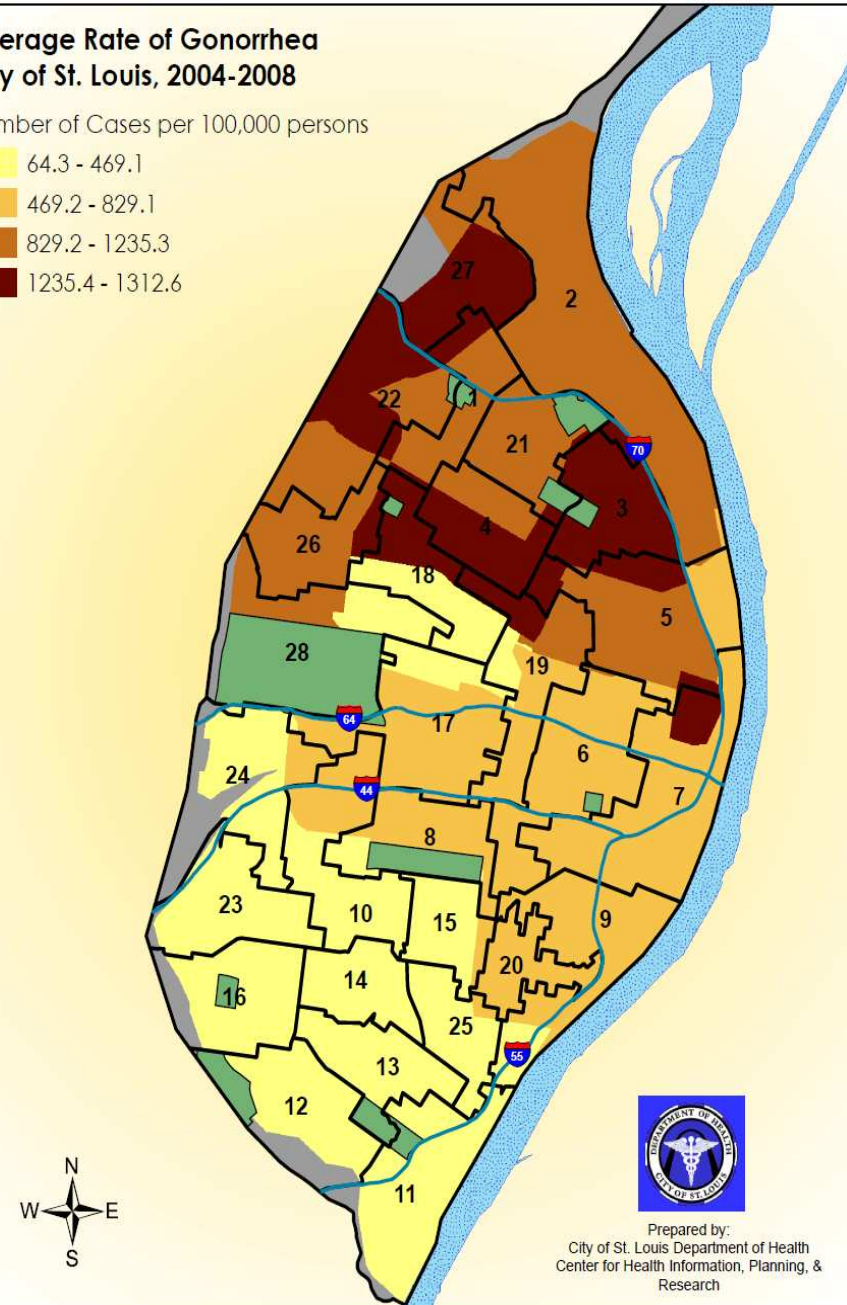 erage Rate of Gonorrhea
y of St. Louis, 2004-2008
mber of Cases per 100,000 persons
64.3 - 469.1
469.2 - 829.1
829.2 - 1235.3
1235.4 - 1312.6
27
2
22
1
21
70
3
4
26
18
5
28
19
64
17
6
24
44
7
8
23
10
15
9
20
14
16
25
55
13
12
11
N
W
E
S
DEPARTMENT OF HEALTH
CITY OF ST. LOUIS
Prepared by:
City of St. Louis Department of Health
Center for Health Information, Planning, &
Research